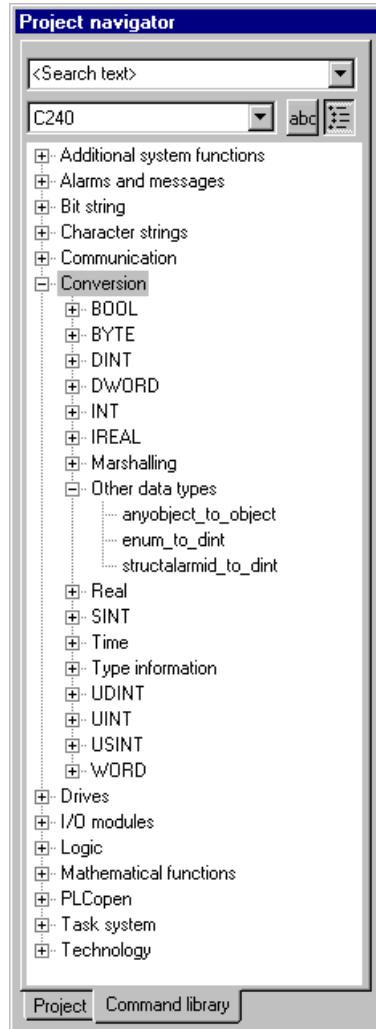 Project navigator
<Search text>
C240
abc
Additional system functions
Alarms and messages
Bit string
Character strings
Communication
Conversion
BOOL
BYTE
DINT
DWORD
INT
IREAL
Marshalling
Other data types
anyobject_to_object
enum_to_dint
structalarmid_to_dint
Real
SINT
Time
Type information
UDINT
UINT
USINT
WORD
Drives
I/O modules
Logic
Mathematical functions
PLCopen
Task system
Technology
Project Command library